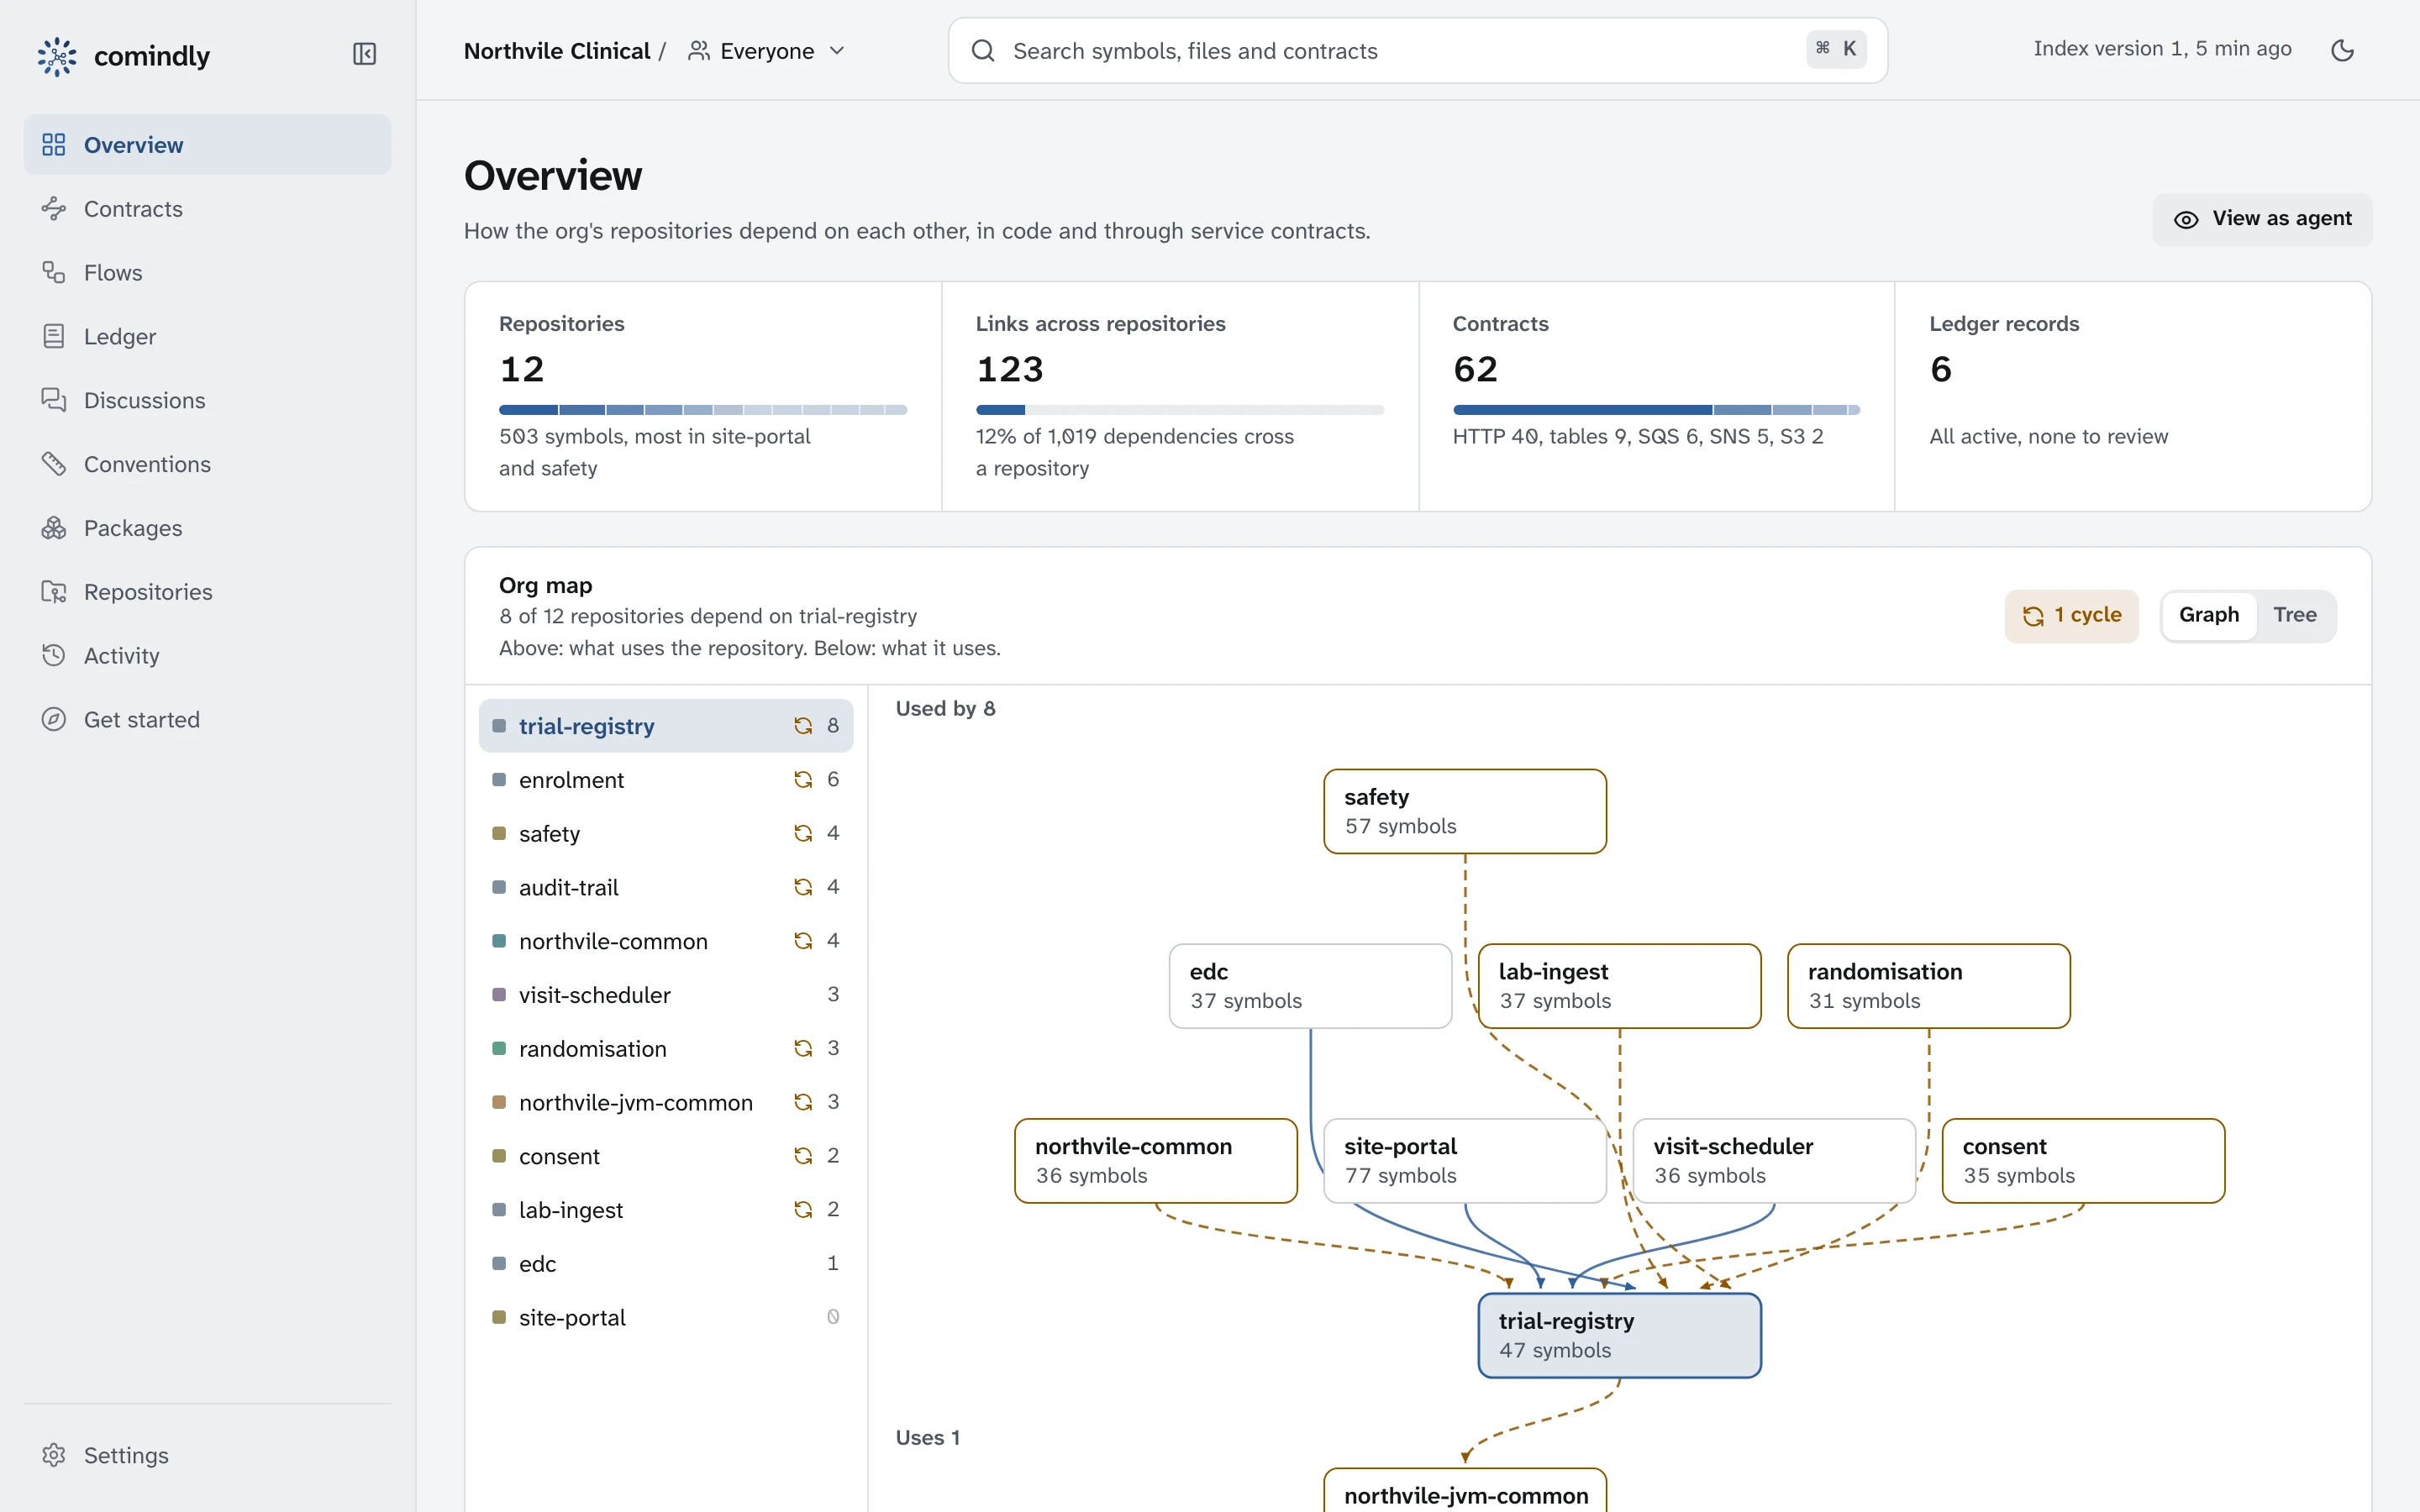 comindly
Overview
Contracts
Flows
Ledger
Discussions
Conventions
Packages
Repositories
Activity
Get started
Settings
Northvile Clinical / Everyone
Search symbols, files and contracts
⌘ K
Index version 1, 5 min ago
Overview
How the org's repositories depend on each other, in code and through service contracts.
View as agent
Repositories
12
503 symbols, most in site-portal
and safety
Links across repositories
123
12% of 1,019 dependencies cross
a repository
Contracts
62
HTTP 40, tables 9, SQS 6, SNS 5, S3 2
Ledger records
6
All active, none to review
Org map
8 of 12 repositories depend on trial-registry
Above: what uses the repository. Below: what it uses.
1 cycle
Graph Tree
trial-registry 8
enrolment 6
safety 4
audit-trail 4
northvile-common 4
visit-scheduler 3
randomisation 3
northvile-jvm-common 3
consent 2
lab-ingest 2
edc 1
site-portal 0
Used by 8
safety
57 symbols
edc
37 symbols
lab-ingest
37 symbols
randomisation
31 symbols
northvile-common
36 symbols
site-portal
77 symbols
visit-scheduler
36 symbols
consent
35 symbols
trial-registry
47 symbols
Uses 1
northvile-jvm-common